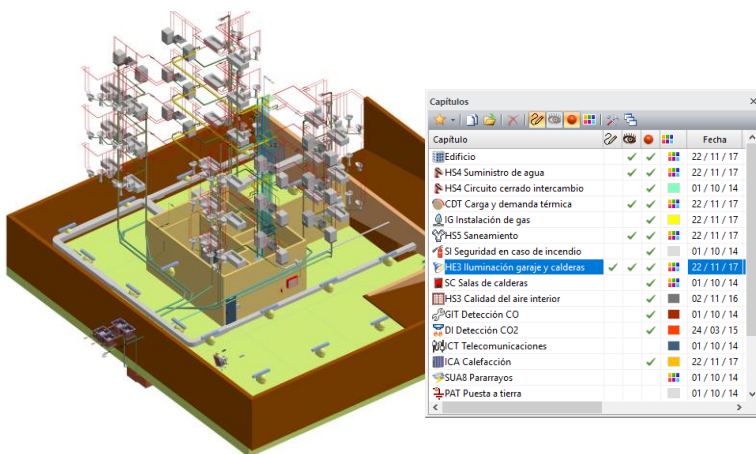 Capítulos
Capítulo Fecha
Edificio 22 / 11 / 17
HS4 Suministro de agua 22 / 11 / 17
HS4 Circuito cerrado intercambio 01 / 10 / 14
CDT Carga y demanda térmica 22 / 11 / 17
IG Instalación de gas 22 / 11 / 17
HS5 Saneamiento 22 / 11 / 17
SI Seguridad en caso de incendio 01 / 10 / 14
HE3 Iluminación garaje y calderas 22 / 11 / 17
SC Salas de calderas 01 / 10 / 14
HS3 Calidad del aire interior 02 / 11 / 16
GIT Detección CO 01 / 10 / 14
DI Detección CO2 24 / 03 / 15
ICT Telecomunicaciones 01 / 10 / 14
ICA Calefacción 22 / 11 / 17
SUA8 Pararrayos 01 / 10 / 14
PAT Puesta a tierra 01 / 10 / 14